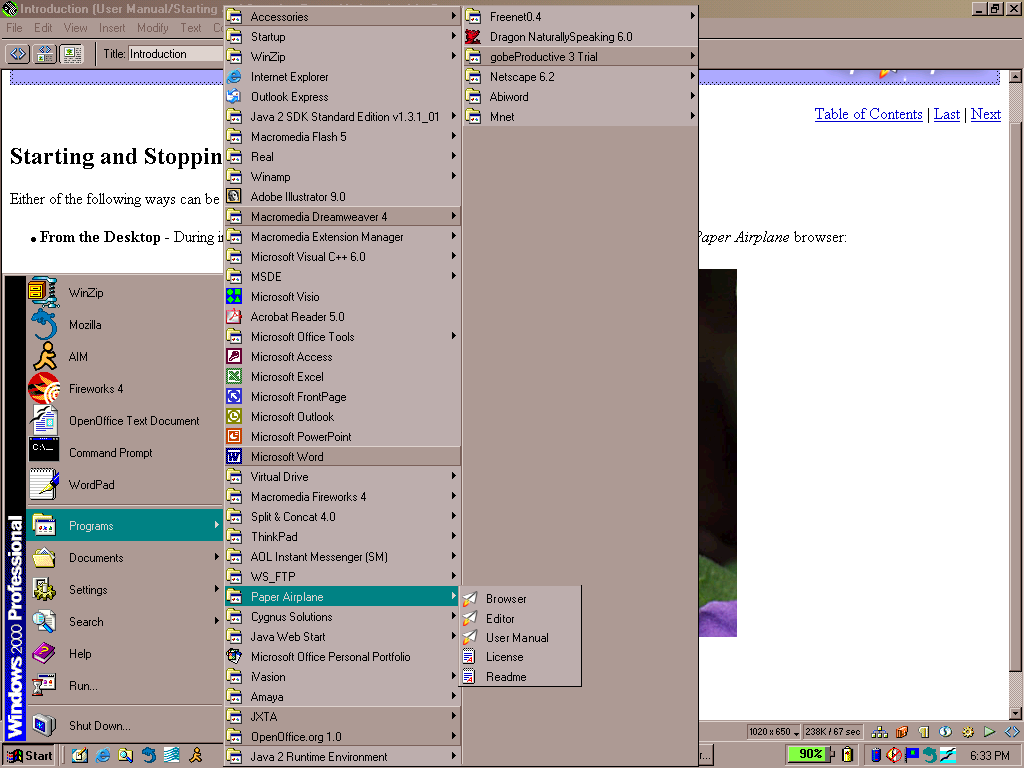 Introduction (User Manual/Starting
File Edit View Insert Modify Text
Title: Introduction
Table of Contents | Last | Next
Starting and Stoppin
Either of the following ways can be
From the Desktop - During i
Paper Airplane browser:
WinZip
Mozilla
AIM
Fireworks 4
OpenOffice Text Document
C:\_
Command Prompt
WordPad
Programs
Documents
Settings
Search
Help
Run...
Shut Down...
Windows 2000 Professional
Accessories
Startup
WinZip
Internet Explorer
Outlook Express
Java 2 SDK Standard Edition v1.3.1_01
Macromedia Flash 5
Real
Winamp
Adobe Illustrator 9.0
Macromedia Dreamweaver 4
Macromedia Extension Manager
Microsoft Visual C++ 6.0
MSDE
Microsoft Visio
Acrobat Reader 5.0
Microsoft Office Tools
Microsoft Access
Microsoft Excel
Microsoft FrontPage
Microsoft Outlook
Microsoft PowerPoint
Microsoft Word
Virtual Drive
Macromedia Fireworks 4
Split & Concat 4.0
ThinkPad
AOL Instant Messenger (SM)
WS_FTP
Paper Airplane
Cygnus Solutions
Java Web Start
Microsoft Office Personal Portfolio
iVasion
Amaya
JXTA
OpenOffice.org 1.0
Java 2 Runtime Environment
Freenet0.4
Dragon NaturallySpeaking 6.0
gobeProductive 3 Trial
Netscape 6.2
Abiword
Mnet
Browser
Editor
User Manual
License
Readme
1020 x 650
238K / 67 sec
Start
r...
90%
6:33 PM